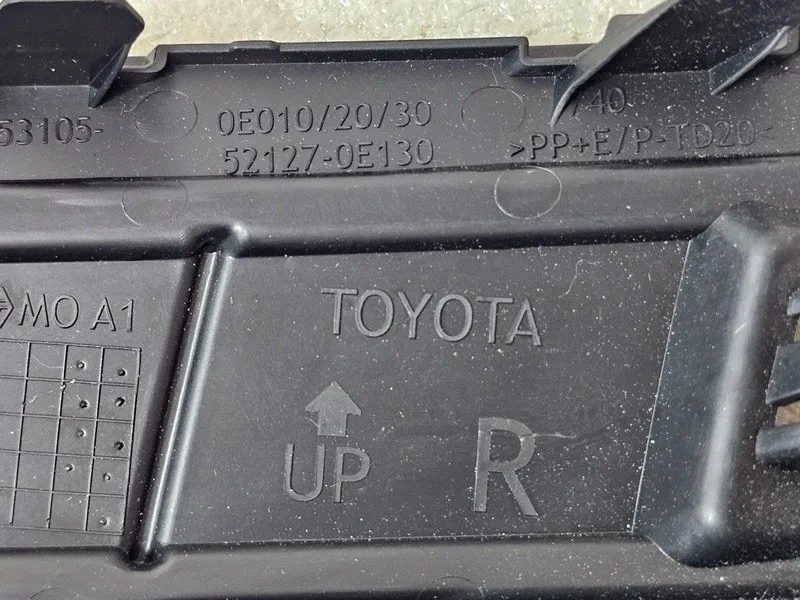 53105- 0E010/20/30 /40
52127-0E130 >PP+E/P-TD20<
MO A1
TOYOTA
UP R